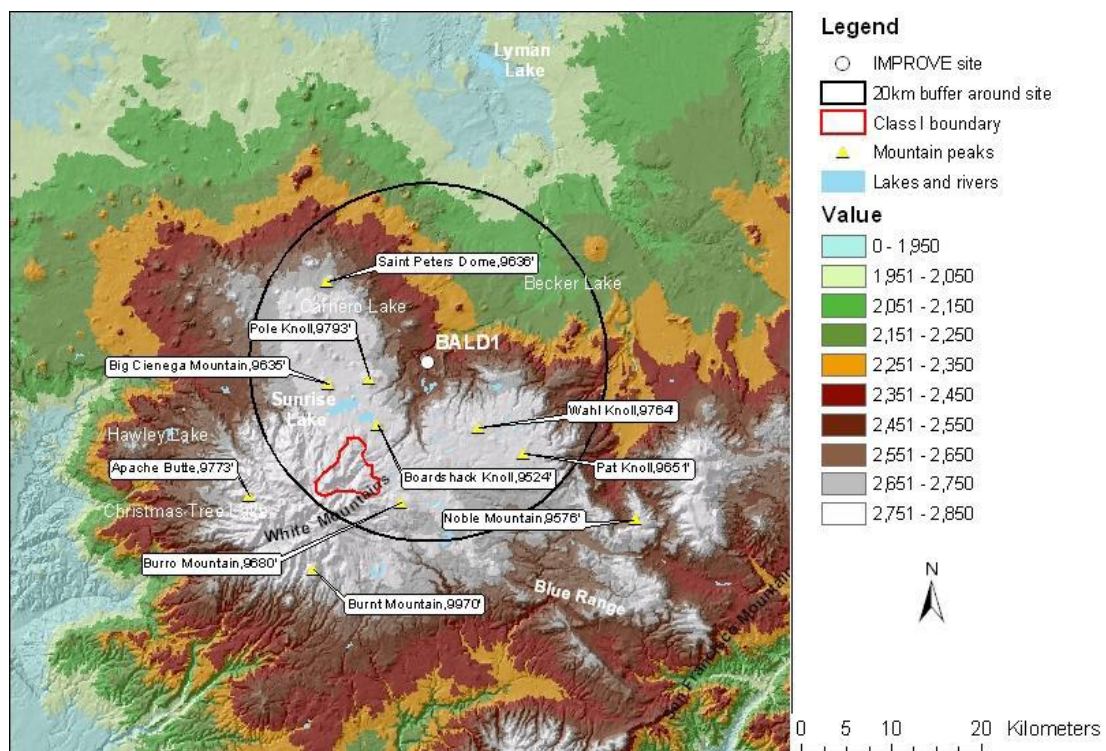 Lyman
Lake
Saint Peters Dome,9636'
Becker Lake
Carnero Lake
Pole Knoll,9793'
BALD1
Big Cienega Mountain,9635'
Sunrise
Lake
Wahl Knoll,9764'
Hawley Lake
Apache Butte,9773'
Boardshack Knoll,9524'
Pat Knoll,9651'
Christmas Tree Lake
White Mountains
Noble Mountain,9576'
Burro Mountain,9680'
Burnt Mountain,9970'
Blue Range
San Francisco Mountain
Legend
IMPROVE site
20km buffer around site
Class I boundary
Mountain peaks
Lakes and rivers
Value
0 - 1,950
1,951 - 2,050
2,051 - 2,150
2,151 - 2,250
2,251 - 2,350
2,351 - 2,450
2,451 - 2,550
2,551 - 2,650
2,651 - 2,750
2,751 - 2,850
N
0 5 10 20 Kilometers